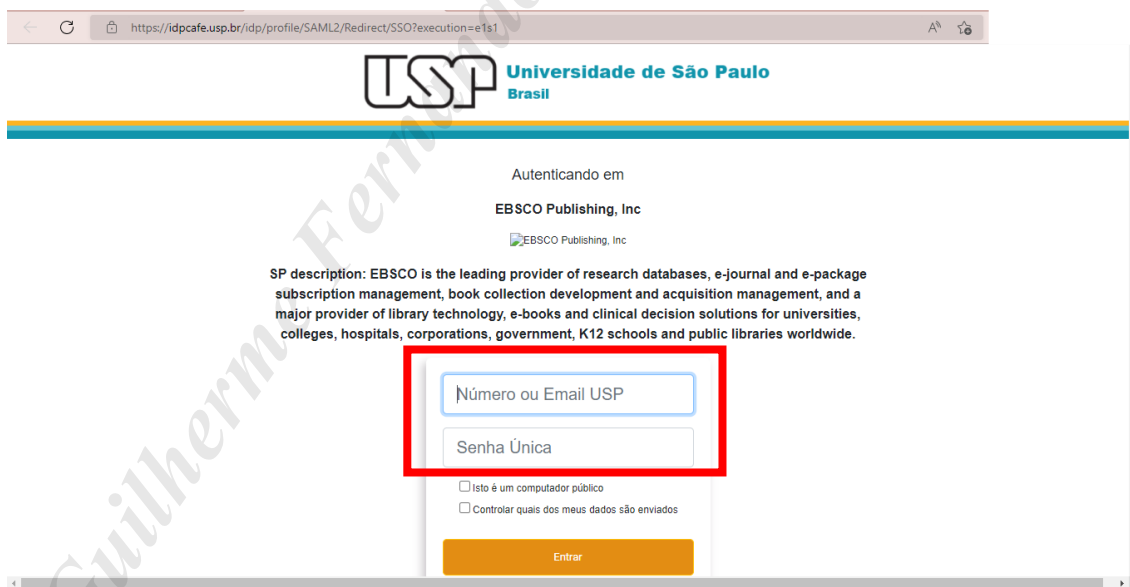 https://idpcafe.usp.br/idp/profile/SAML2/Redirect/SSO?execution=e1s1
USP
Universidade de São Paulo
Brasil
Autenticando em
EBSCO Publishing, Inc
EBSCO Publishing, Inc
SP description: EBSCO is the leading provider of research databases, e-journal and e-package
subscription management, book collection development and acquisition management, and a
major provider of library technology, e-books and clinical decision solutions for universities,
colleges, hospitals, corporations, government, K12 schools and public libraries worldwide.
Número ou Email USP
Senha Única
Isto é um computador público
Controlar quais dos meus dados são enviados
Entrar
Guilherme